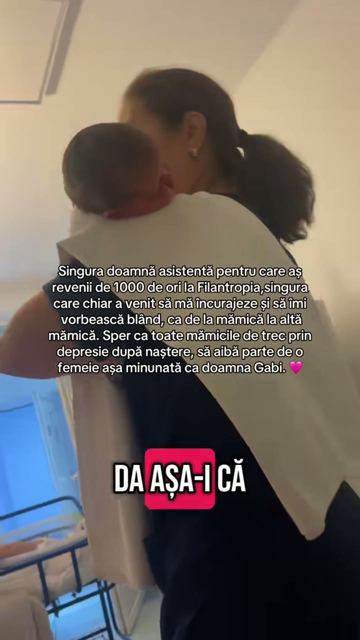 Singura doamnă asistentă pentru care aș
revenii de 1000 de ori la Filantropia,singura
care chiar a venit să mă încurajeze și să îmi
vorbească blând, ca de la mămică la altă
mămică. Sper ca toate mămicile de trec prin
depresie după naștere, să aibă parte de o
femeie așa minunată ca doamna Gabi. 💗
DA AȘA-I CĂ